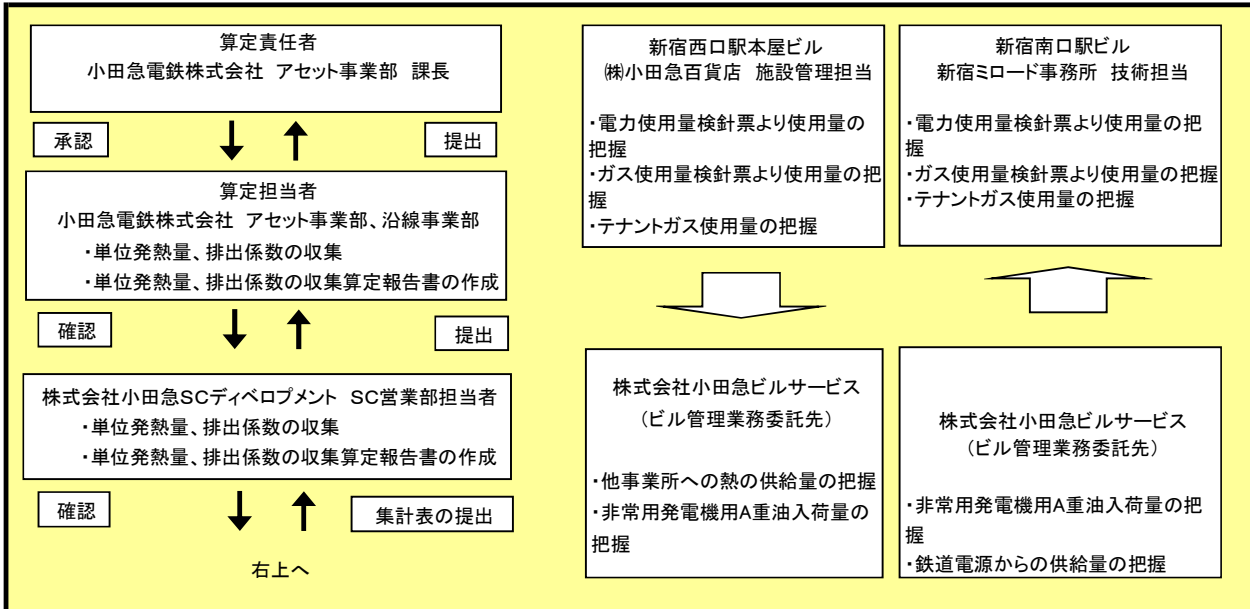 算定責任者
小田急電鉄株式会社 アセット事業部 課長
承認
提出
算定担当者
小田急電鉄株式会社 アセット事業部、沿線事業部
・単位発熱量、排出係数の収集
・単位発熱量、排出係数の収集算定報告書の作成
確認
提出
株式会社小田急SCディベロプメント SC営業部担当者
・単位発熱量、排出係数の収集
・単位発熱量、排出係数の収集算定報告書の作成
確認
集計表の提出
右上へ
新宿西口駅本屋ビル
㈱小田急百貨店 施設管理担当
・電力使用量検針票より使用量の
把握
・ガス使用量検針票より使用量の把
握
・テナントガス使用量の把握
株式会社小田急ビルサービス
（ビル管理業務委託先）
・他事業所への熱の供給量の把握
・非常用発電機用A重油入荷量の
把握
新宿南口駅ビル
新宿ミロード事務所 技術担当
・電力使用量検針票より使用量の把
握
・ガス使用量検針票より使用量の把握
・テナントガス使用量の把握
株式会社小田急ビルサービス
（ビル管理業務委託先）
・非常用発電機用A重油入荷量の把
握
・鉄道電源からの供給量の把握